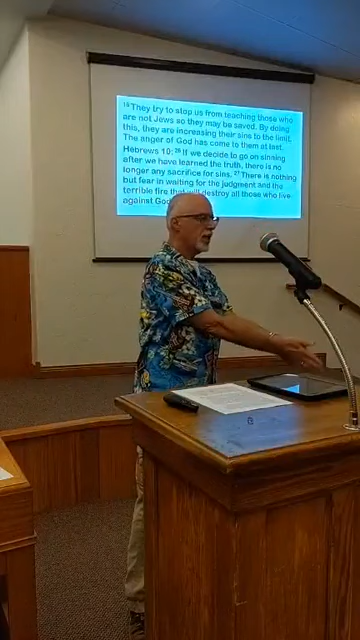 ¹⁶They try to stop us from teaching those who
are not Jews so they may be saved. By doing
this, they are increasing their sin to the limit.
The anger of God has come to them at last.
Hebrews 10: ²⁶If we decide to go on sinning
after we have learned the truth, there is no
longer any sacrifice for sins. ²⁷There is nothing
but fear in waiting for the judgment and the
terrible fire that will destroy all those who live
against God.